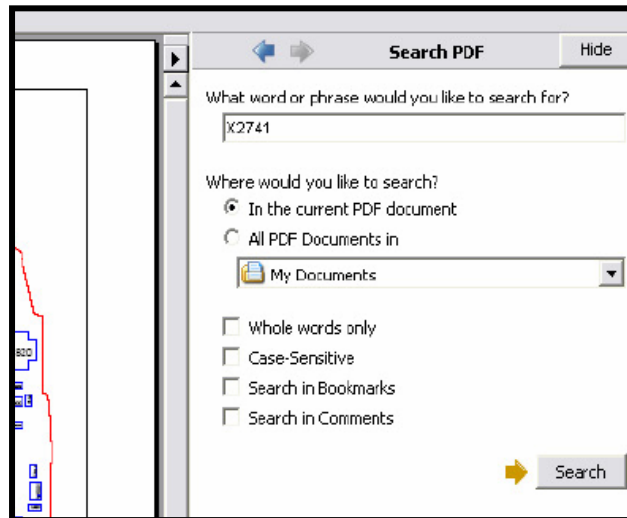 Search PDF
Hide
What word or phrase would you like to search for?
X2741
Where would you like to search?
In the current PDF document
All PDF Documents in
My Documents
Whole words only
Case-Sensitive
Search in Bookmarks
Search in Comments
Search